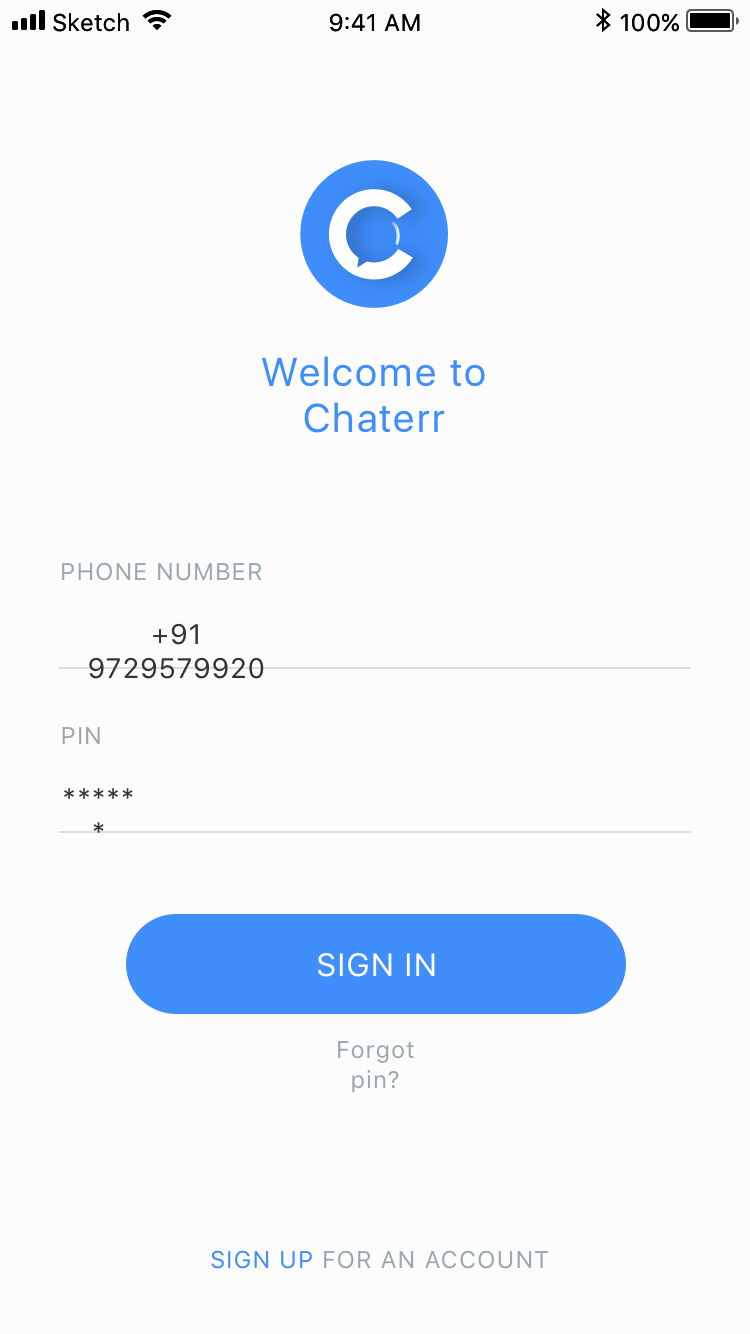 Sketch 9:41 AM 100%
Welcome to
Chaterr
PHONE NUMBER
+91
9729579920
PIN
*****
*
SIGN IN
Forgot
pin?
SIGN UP FOR AN ACCOUNT